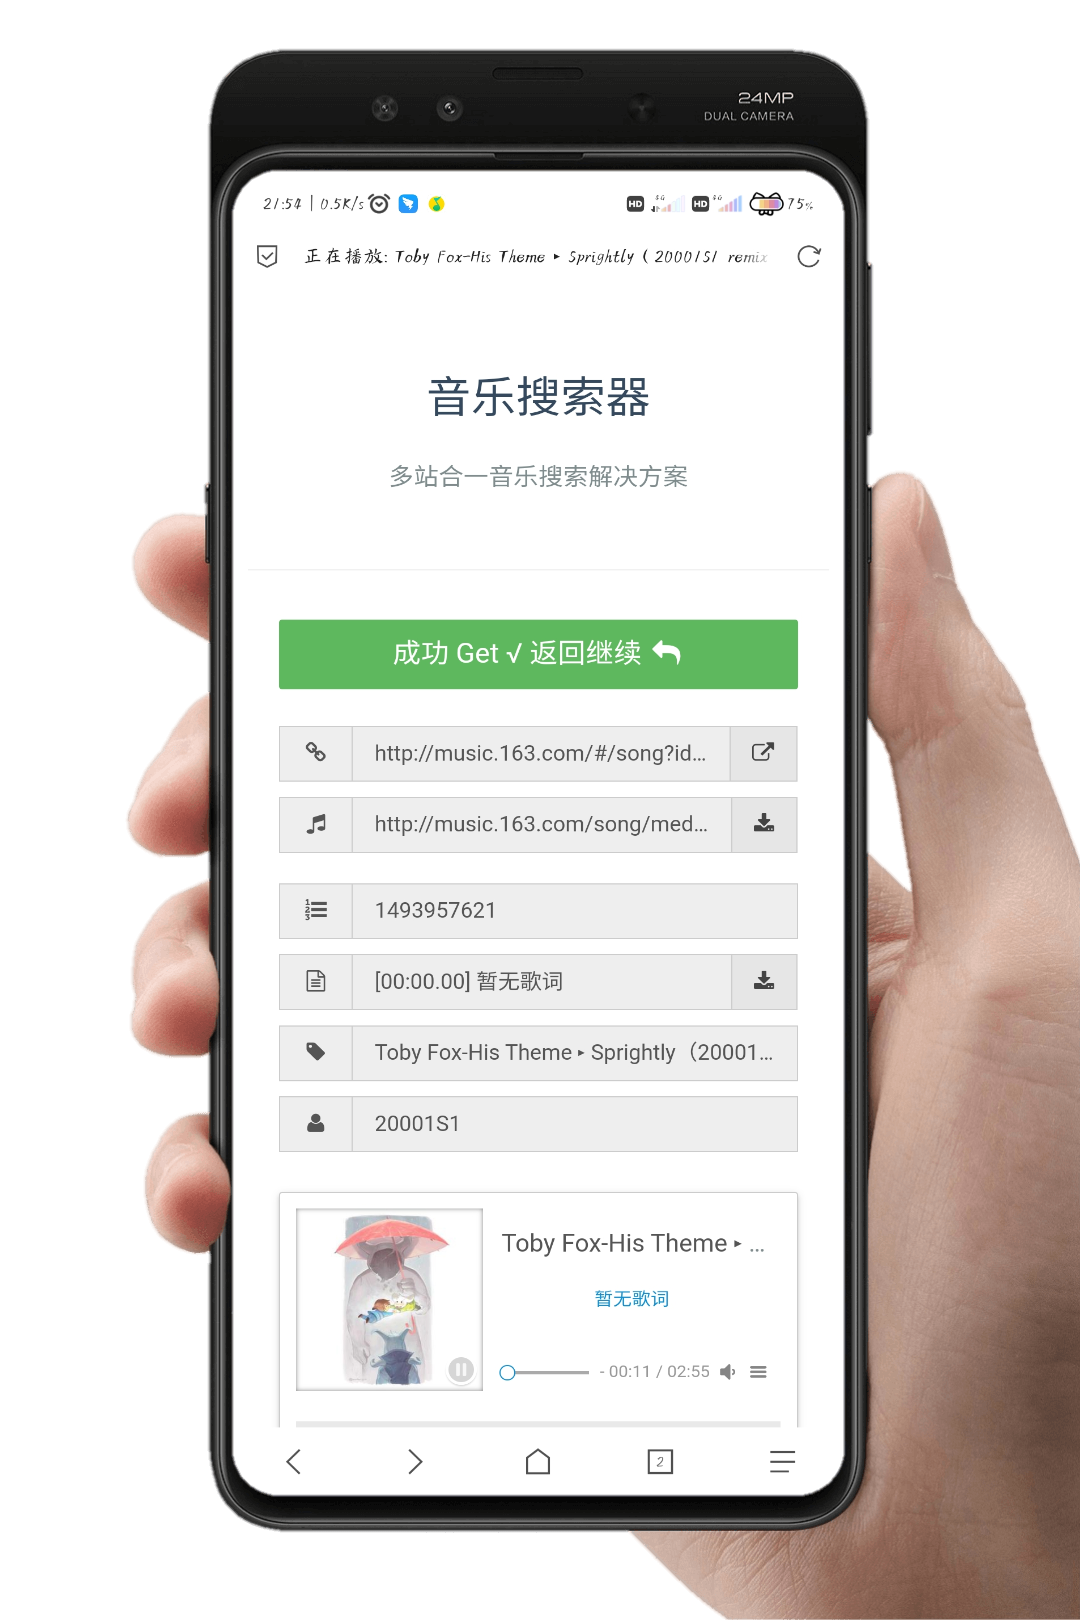 24MP
DUAL CAMERA
21:54 | 0.5K/s HD 4G HD 4G 75%
正在播放: Toby Fox-His Theme ▸ Sprightly（20001S1 remix
音乐搜索器
多站合一音乐搜索解决方案
成功 Get √ 返回继续
http://music.163.com/#/song?id...
http://music.163.com/song/med...
1493957621
[00:00.00] 暂无歌词
Toby Fox-His Theme ▸ Sprightly（20001...
20001S1
Toby Fox-His Theme ▸ ...
暂无歌词
- 00:11 / 02:55
2